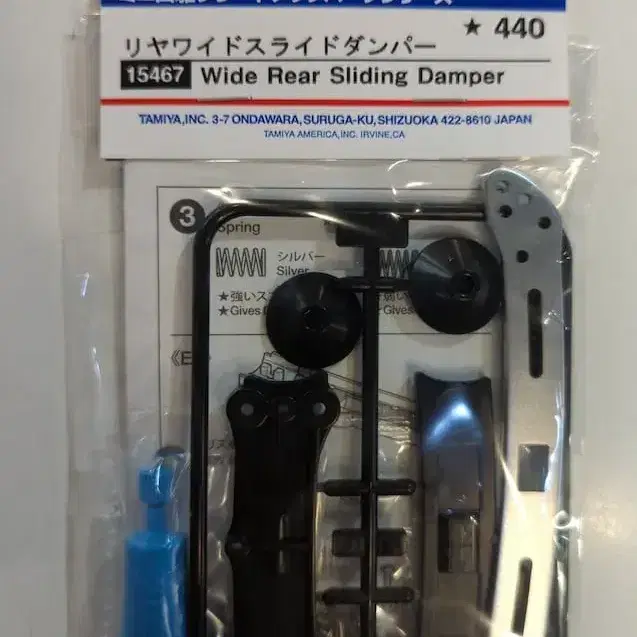 ★ 440
リヤワイドスライドダンパー
15467 Wide Rear Sliding Damper
TAMIYA, INC. 3-7 ONDAWARA, SURUGA-KU, SHIZUOKA 422-8610 JAPAN
TAMIYA AMERICA, INC. IRVINE, CA
3
Spring
シルバー
Silver
★強い
★Gives